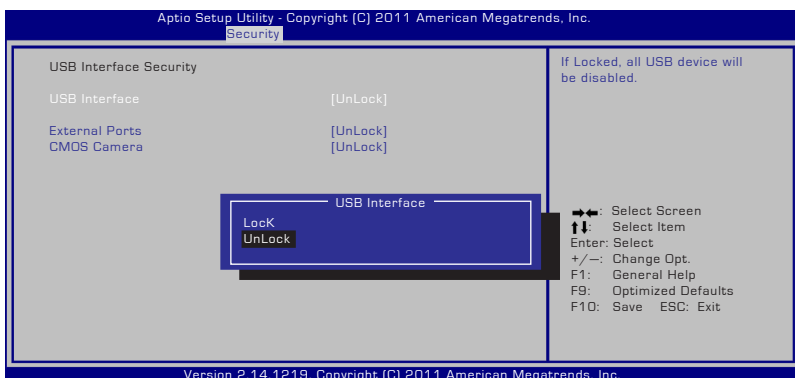 Aptio Setup Utility - Copyright (C) 2011 American Megatrends, Inc.
Security
USB Interface Security
USB Interface [UnLock]
External Ports [UnLock]
CMOS Camera [UnLock]
If Locked, all USB device will
be disabled.
USB Interface
LocK
UnLock
→←: Select Screen
↑↓: Select Item
Enter: Select
+/—: Change Opt.
F1: General Help
F9: Optimized Defaults
F10: Save ESC: Exit
Version 2.14.1219. Copyright (C) 2011 American Megatrends, Inc.